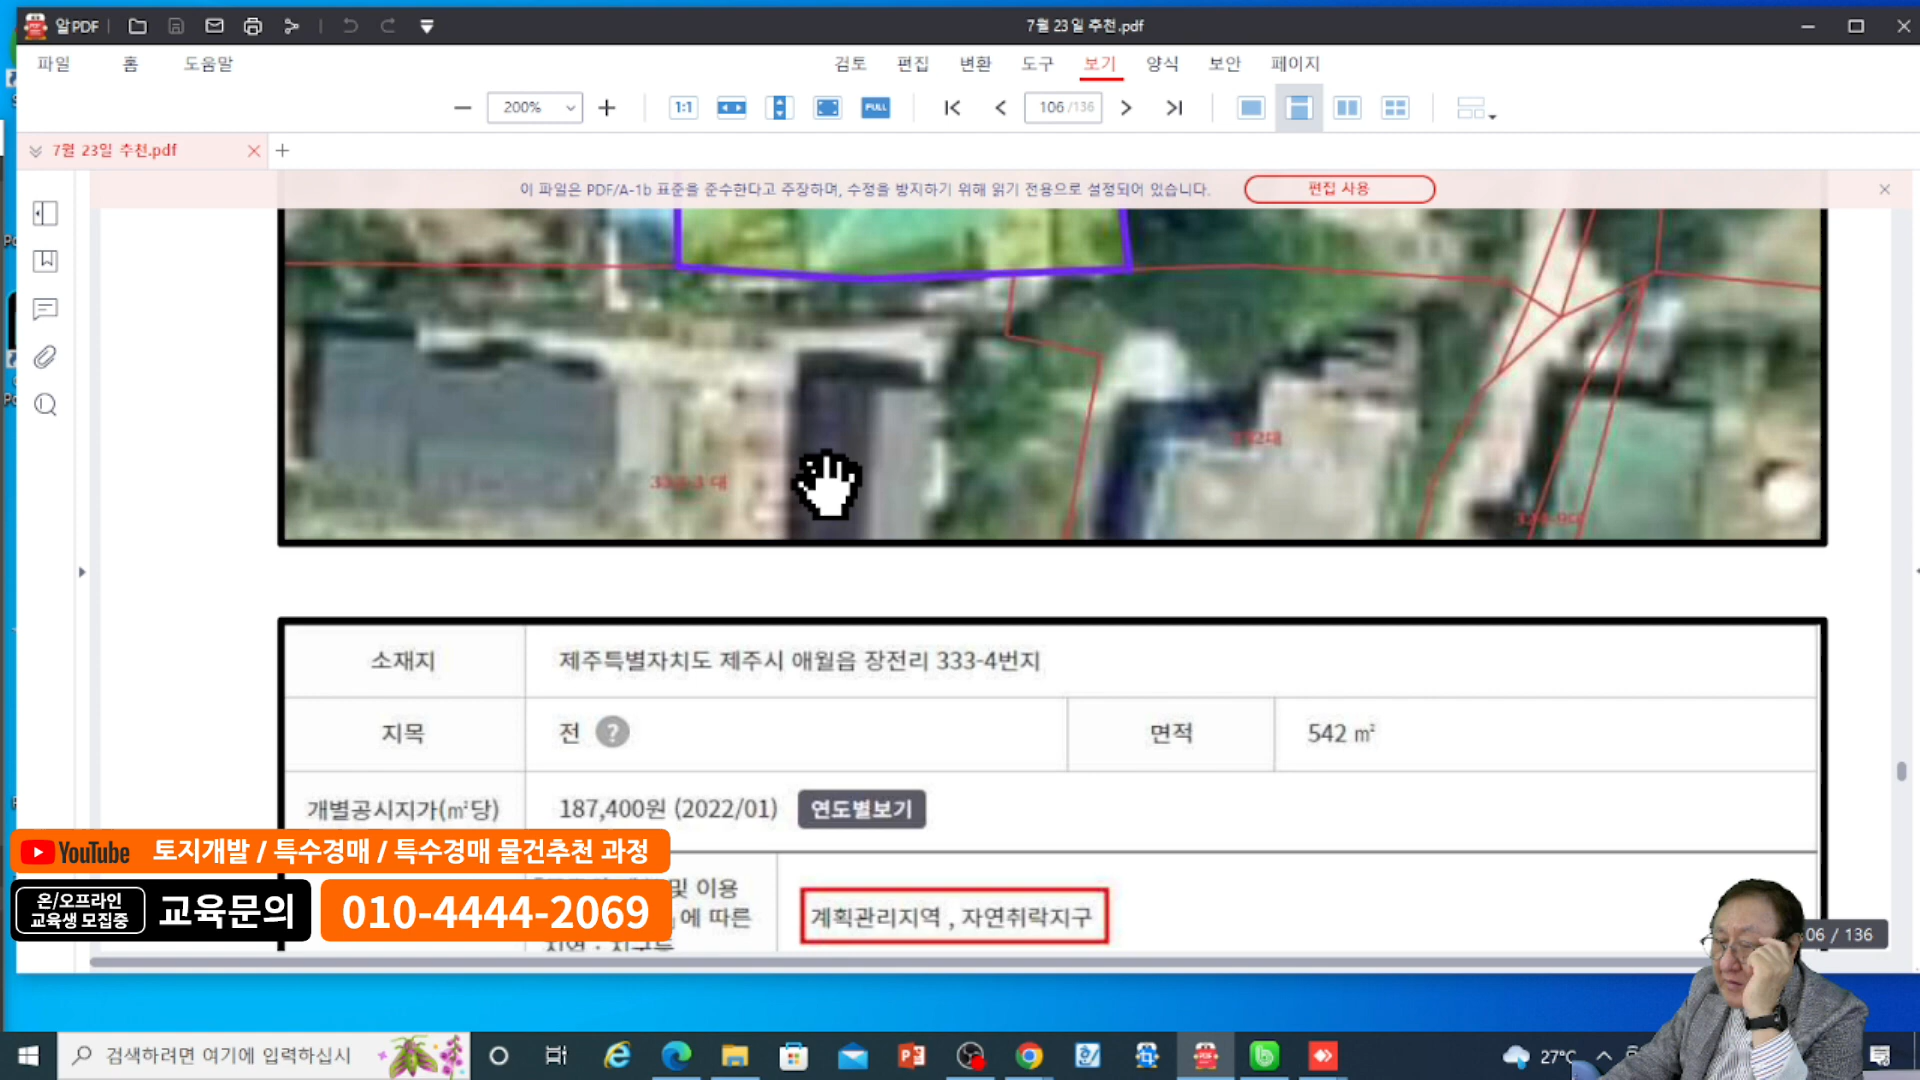 알PDF
7월 23일 추천.pdf
파일 홈 도움말 검토 편집 변환 도구 보기 양식 보안 페이지
200% 1:1 FULL 106 /136
7월 23일 추천.pdf
이 파일은 PDF/A-1b 표준을 준수한다고 주장하며, 수정을 방지하기 위해 읽기 전용으로 설정되어 있습니다. 편집 사용
소재지 제주특별자치도 제주시 애월읍 장전리 333-4번지
지목 전 ? 면적 542 ㎡
개별공시지가(㎡당) 187,400원 (2022/01) 연도별보기
YouTube 토지개발 / 특수경매 / 특수경매 물건추천 과정
및 이용
에 따른
계획관리지역 , 자연취락지구
온/오프라인
교육생 모집중
교육문의 010-4444-2069
06 / 136
검색하려면 여기에 입력하십시
27°C